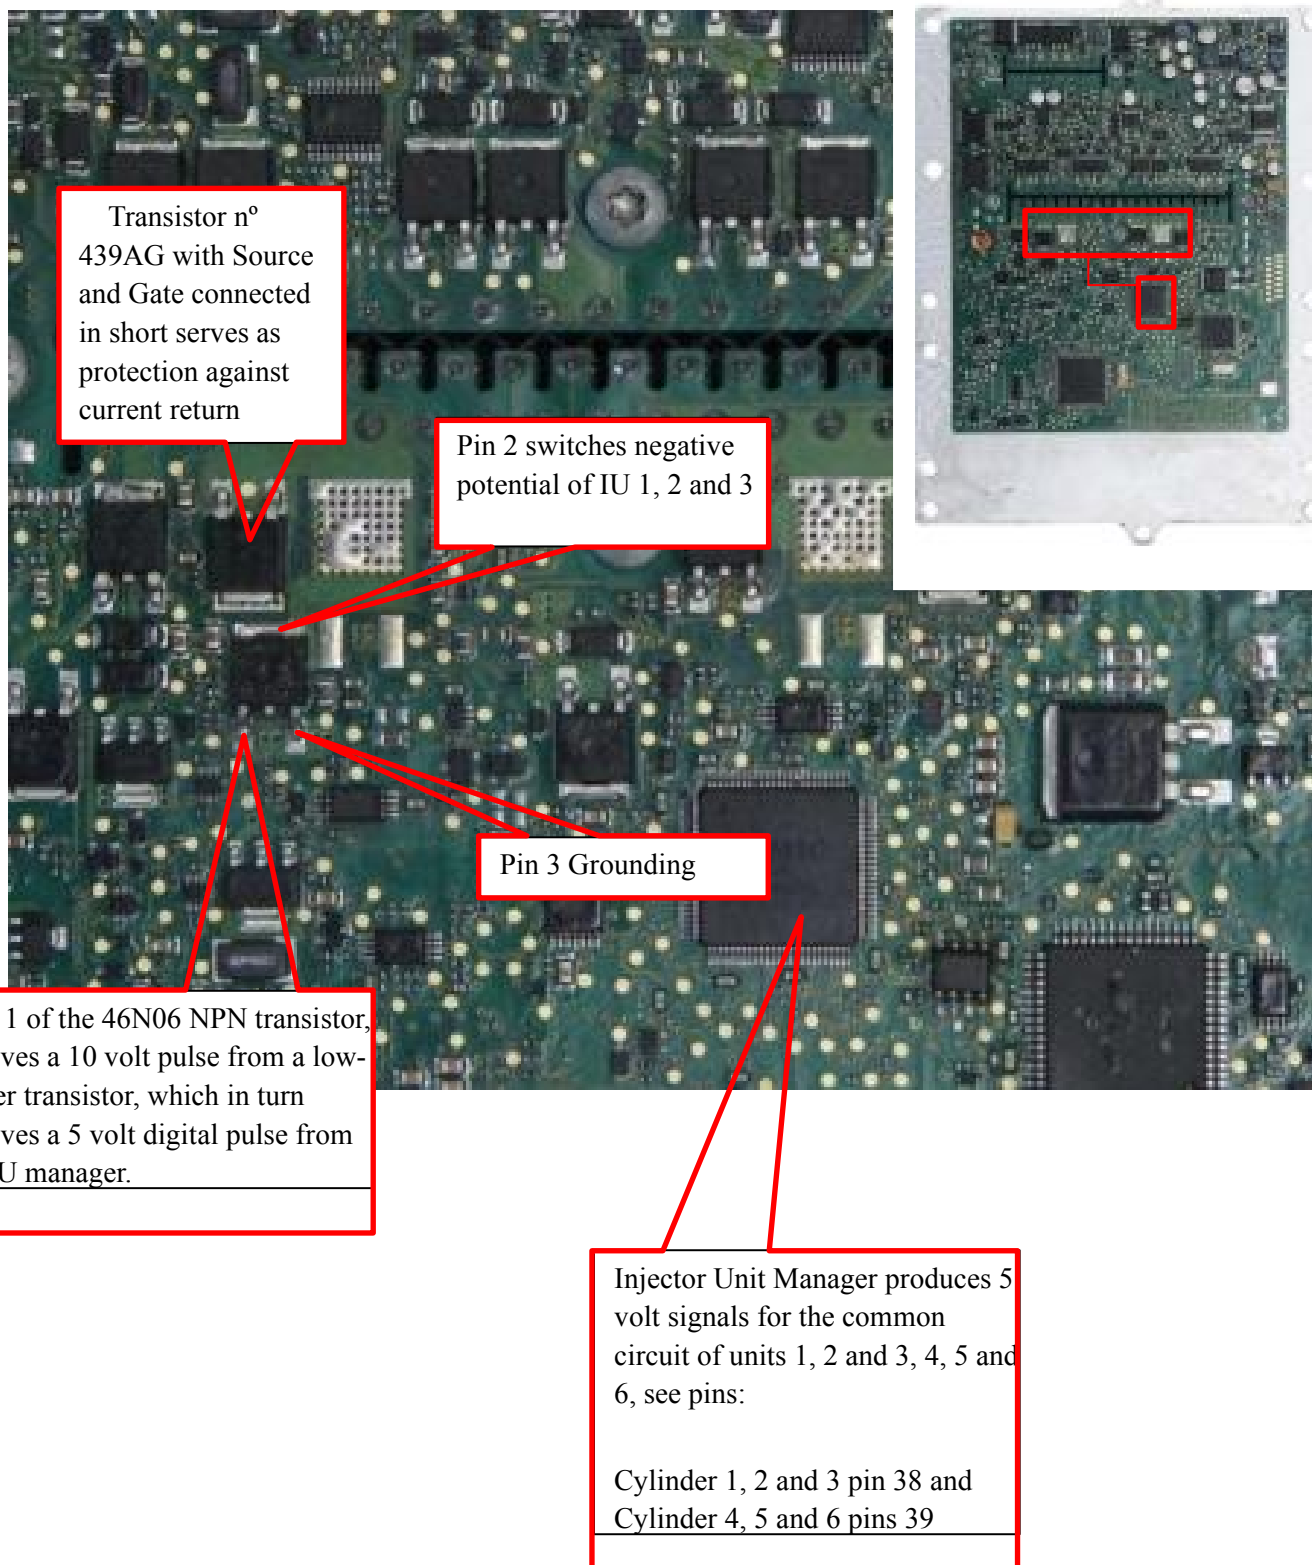 Transistor nº
439AG with Source
and Gate connected
in short serves as
protection against
current return
Pin 2 switches negative
potential of IU 1, 2 and 3
Pin 3 Grounding
1 of the 46N06 NPN transistor,
ves a 10 volt pulse from a low-
er transistor, which in turn
ves a 5 volt digital pulse from
U manager.
Injector Unit Manager produces 5
volt signals for the common
circuit of units 1, 2 and 3, 4, 5 and
6, see pins:
Cylinder 1, 2 and 3 pin 38 and
Cylinder 4, 5 and 6 pins 39